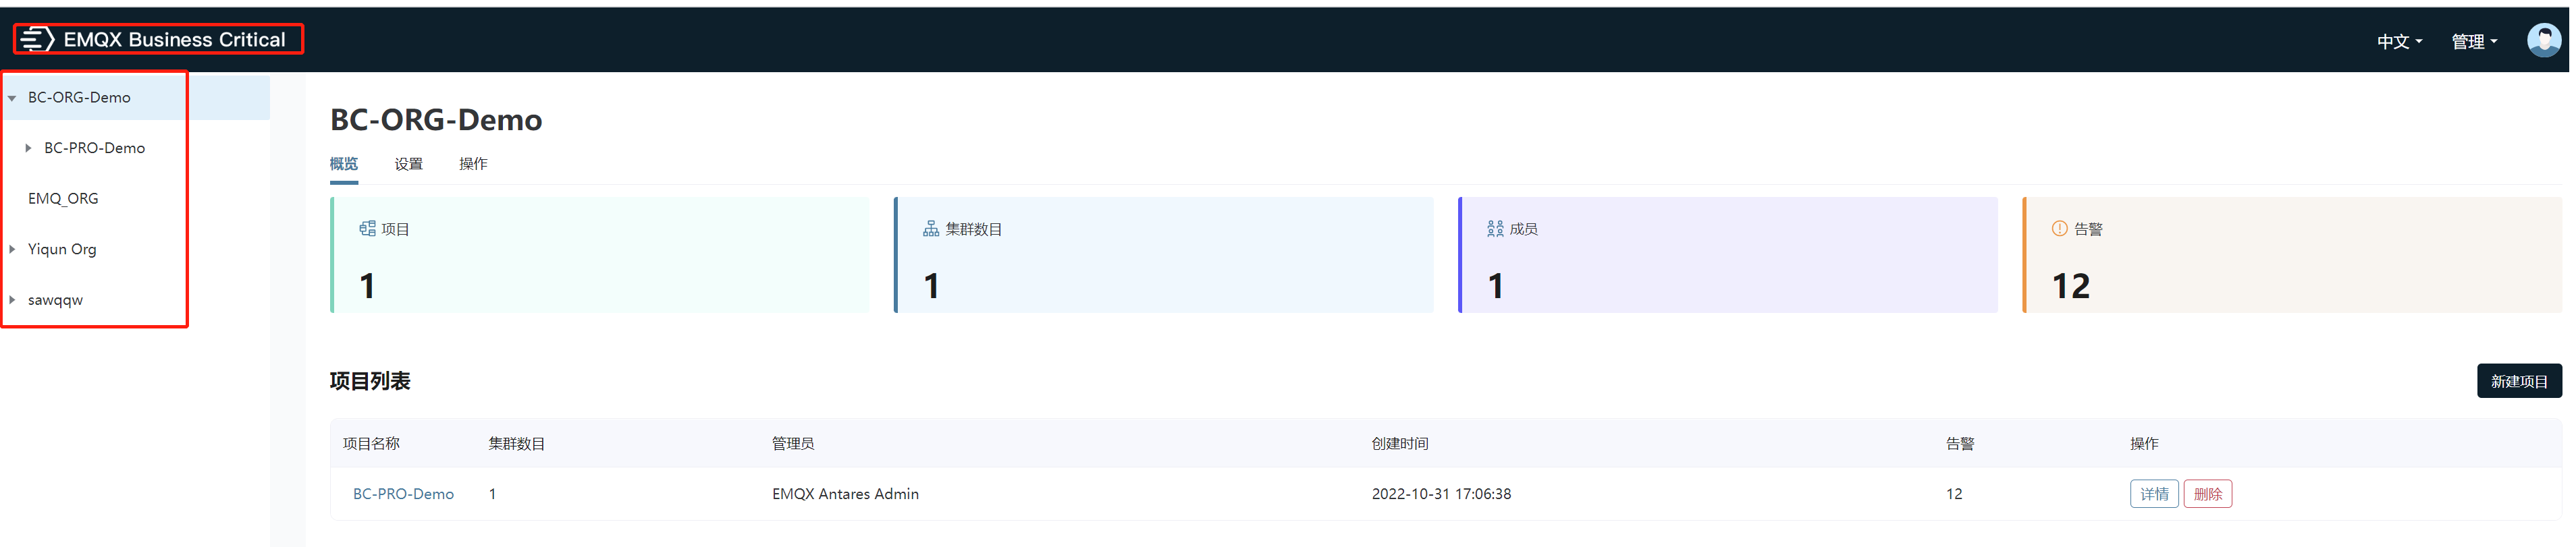 EMQX Business Critical
中文
管理
BC-ORG-Demo
BC-PRO-Demo
EMQ_ORG
Yiqun Org
sawqqw
BC-ORG-Demo
概览 设置 操作
项目
1
集群数目
1
成员
1
告警
12
项目列表
新建项目
项目名称 集群数目 管理员 创建时间 告警 操作
BC-PRO-Demo 1 EMQX Antares Admin 2022-10-31 17:06:38 12 详情 删除